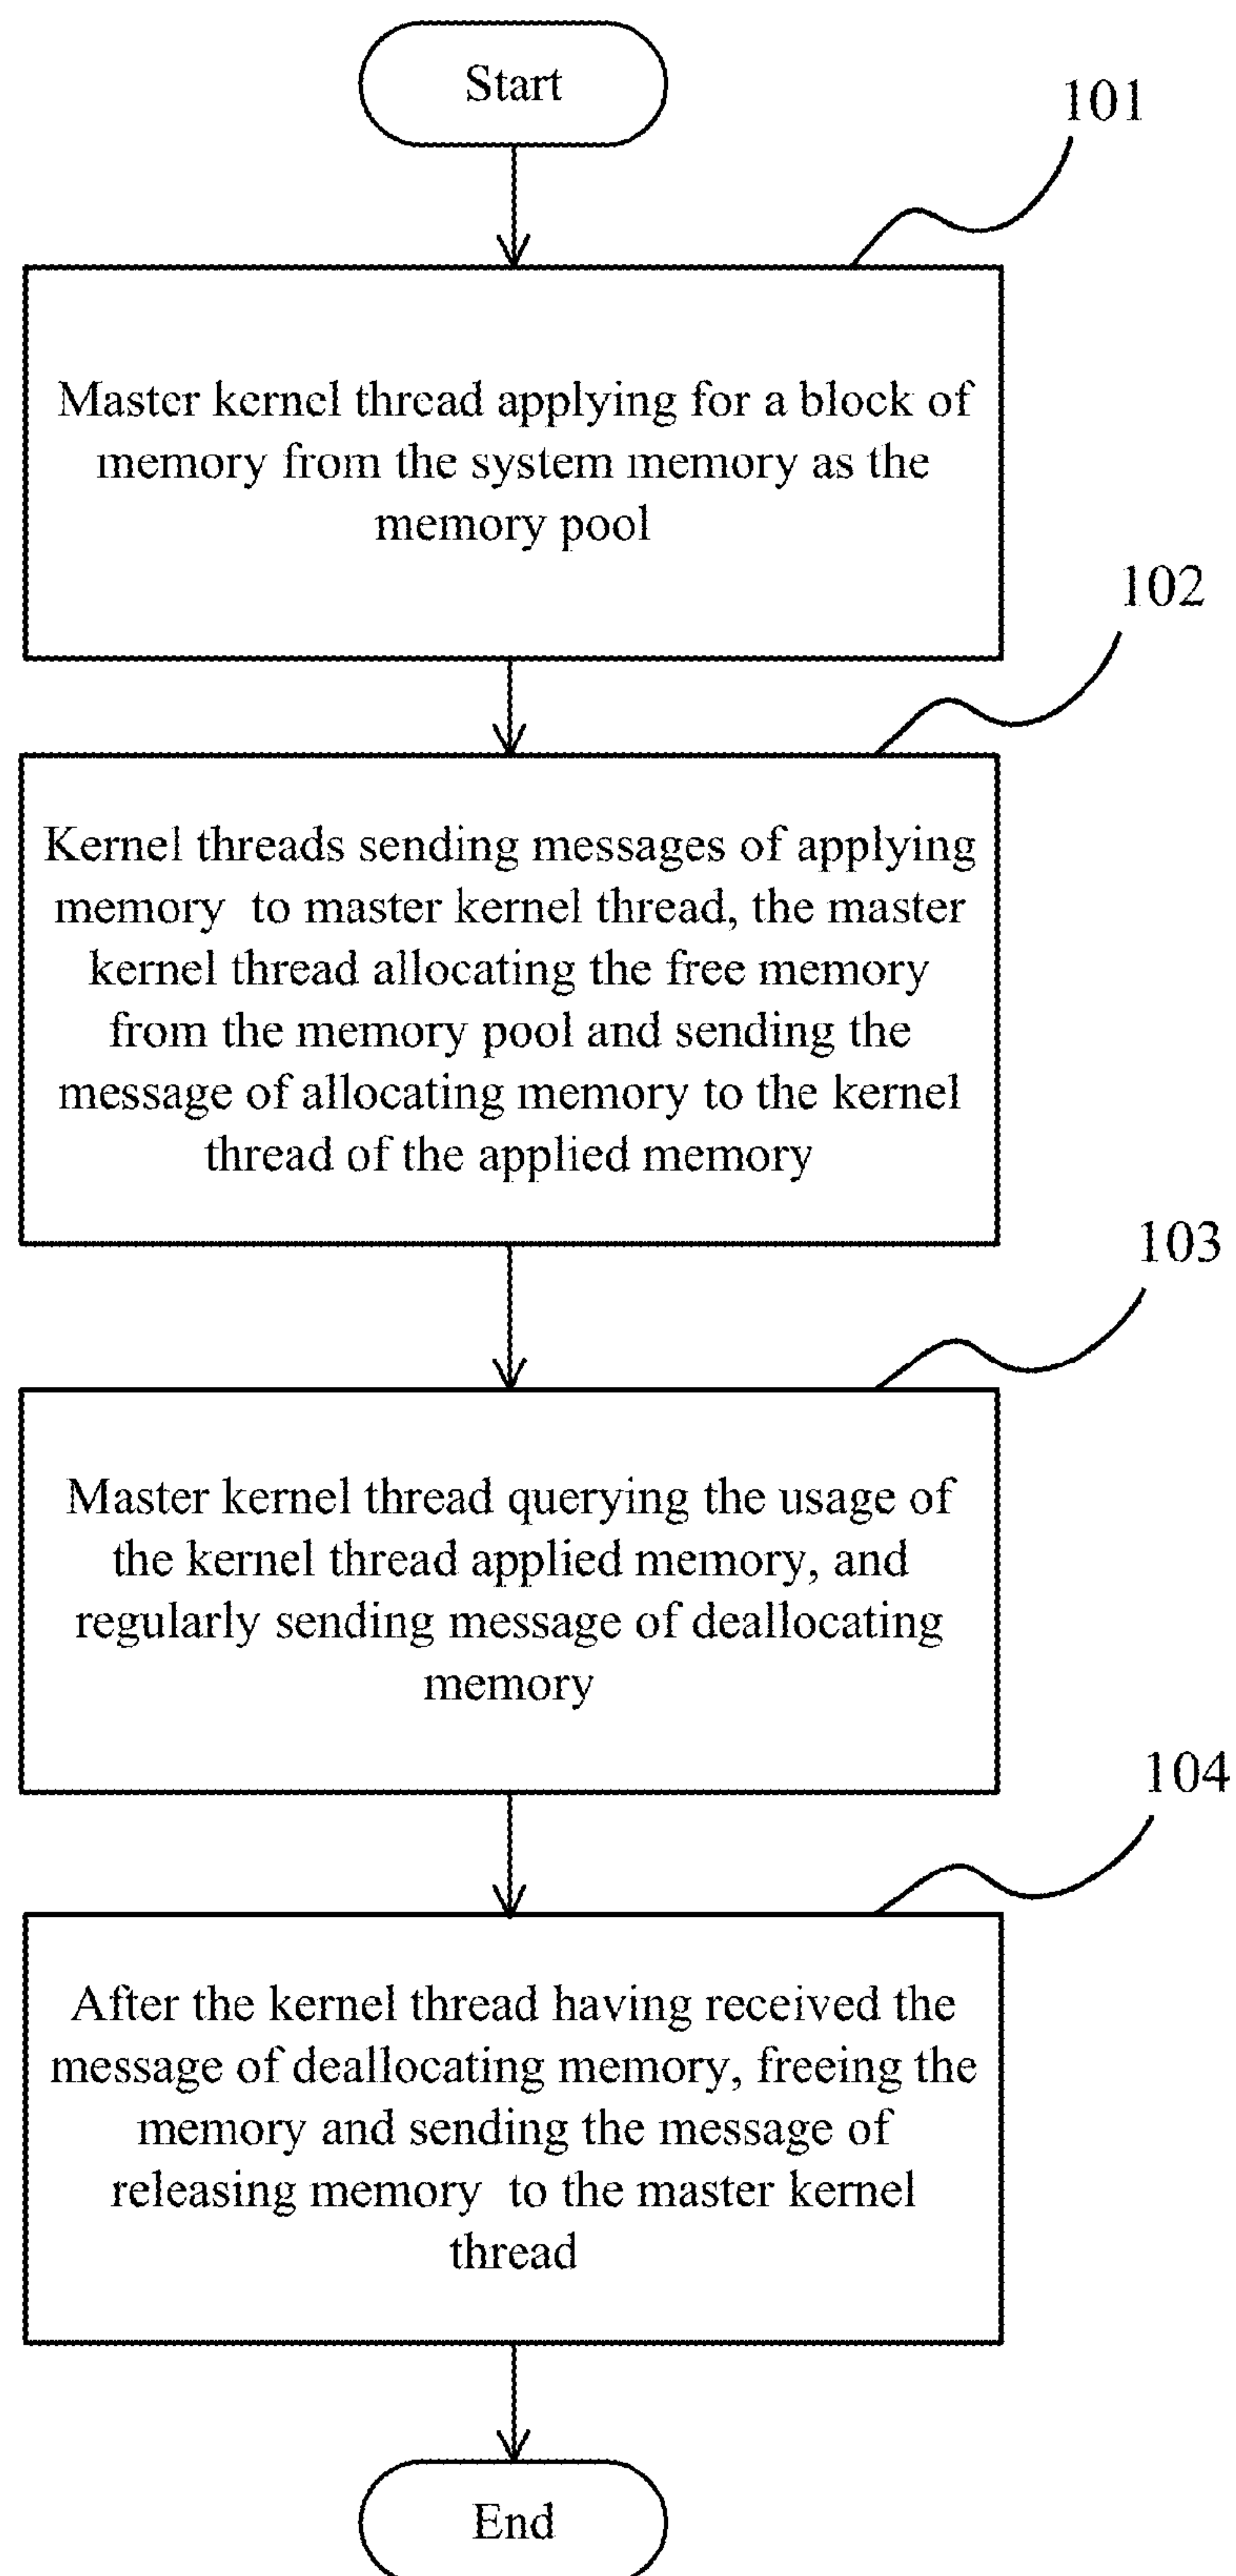 Start
101
Master kernel thread applying for a block of
memory from the system memory as the
memory pool
102
Kernel threads sending messages of applying
memory to master kernel thread, the master
kernel thread allocating the free memory
from the memory pool and sending the
message of allocating memory to the kernel
thread of the applied memory
103
Master kernel thread querying the usage of
the kernel thread applied memory, and
regularly sending message of deallocating
memory
104
After the kernel thread having received the
message of deallocating memory, freeing the
memory and sending the message of
releasing memory to the master kernel
thread
End